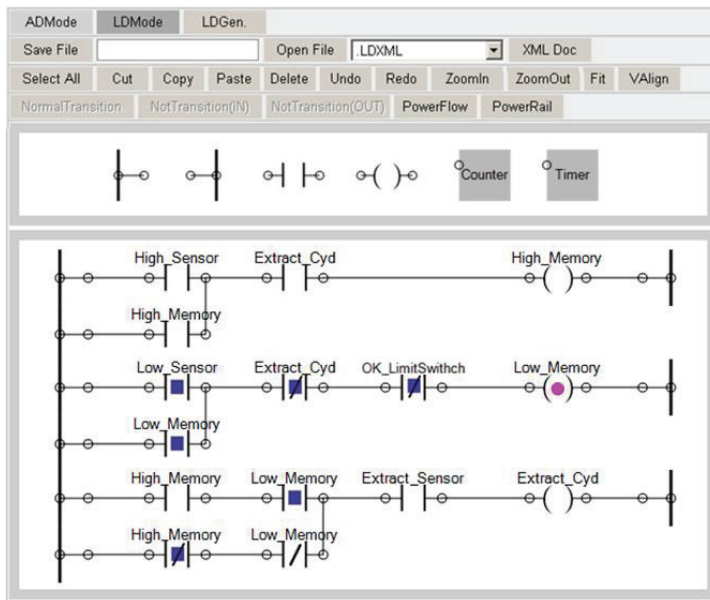 ADMode LDMode LDGen.
Save File Open File .LDXML XML Doc
Select All Cut Copy Paste Delete Undo Redo ZoomIn ZoomOut Fit VAlign
NormalTransition NotTransition(IN) NotTransition(OUT) PowerFlow PowerRail
Counter Timer
High_Sensor Extract_Cyd High_Memory
High_Memory
Low_Sensor Extract_Cyd OK_LimitSwithch Low_Memory
Low_Memory
High_Memory Low_Memory Extract_Sensor Extract_Cyd
High_Memory Low_Memory